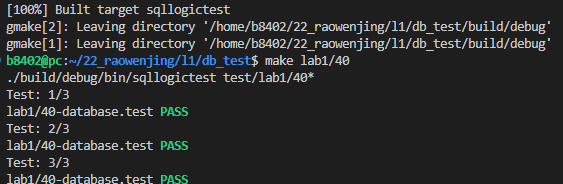 [100%] Built target sqllogictest
gmake[2]: Leaving directory '/home/b8402/22_raowenjing/l1/db_test/build/debug'
gmake[1]: Leaving directory '/home/b8402/22_raowenjing/l1/db_test/build/debug'
b8402@pc:~/22_raowenjing/l1/db_test$ make lab1/40
./build/debug/bin/sqllogictest test/lab1/40*
Test: 1/3
lab1/40-database.test PASS
Test: 2/3
lab1/40-database.test PASS
Test: 3/3
lab1/40-database.test PASS